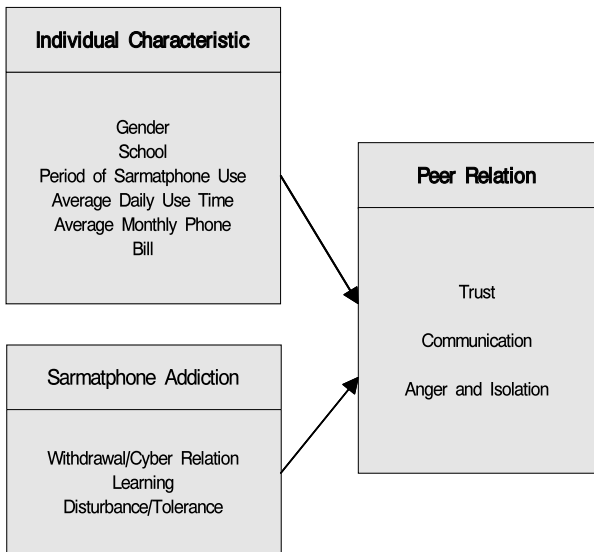 Individual Characteristic
Gender
School
Period of Sarmatphone Use
Average Daily Use Time
Average Monthly Phone
Bill
Sarmatphone Addiction
Withdrawal/Cyber Relation
Learning
Disturbance/Tolerance
Peer Relation
Trust
Communication
Anger and Isolation